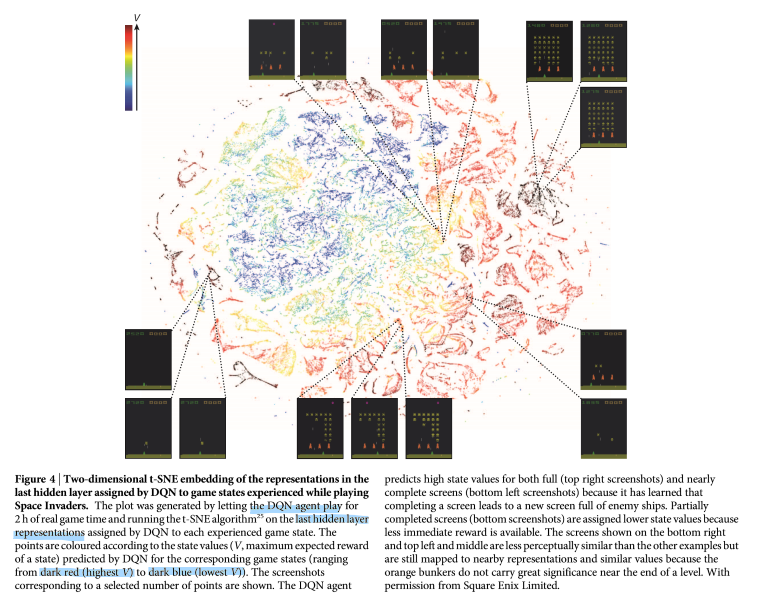 V
Figure 4 | Two-dimensional t-SNE embedding of the representations in the
last hidden layer assigned by DQN to game states experienced while playing
Space Invaders. The plot was generated by letting the DQN agent play for
2 h of real game time and running the t-SNE algorithm25 on the last hidden layer
representations assigned by DQN to each experienced game state. The
points are coloured according to the state values (V, maximum expected reward
of a state) predicted by DQN for the corresponding game states (ranging
from dark red (highest V) to dark blue (lowest V)). The screenshots
corresponding to a selected number of points are shown. The DQN agent
predicts high state values for both full (top right screenshots) and nearly
complete screens (bottom left screenshots) because it has learned that
completing a screen leads to a new screen full of enemy ships. Partially
completed screens (bottom screenshots) are assigned lower state values because
less immediate reward is available. The screens shown on the bottom right
and top left and middle are less perceptually similar than the other examples but
are still mapped to nearby representations and similar values because the
orange bunkers do not carry great significance near the end of a level. With
permission from Square Enix Limited.